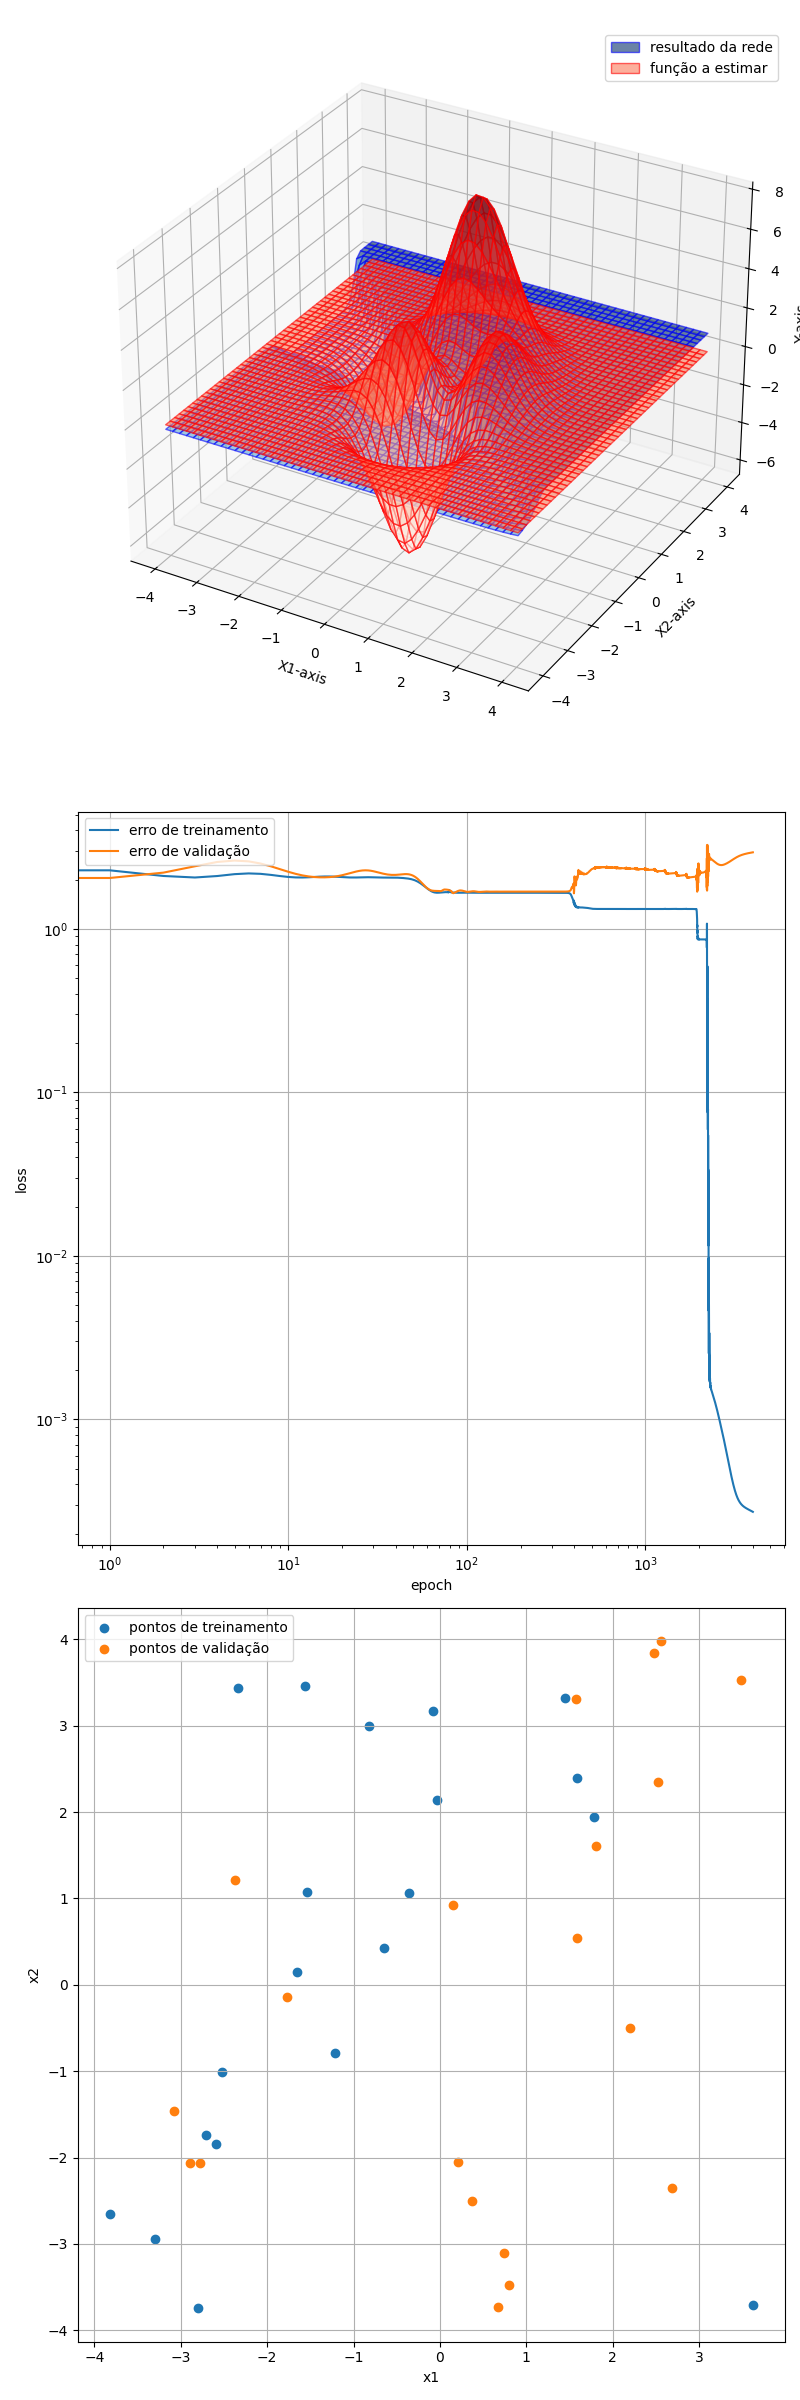 resultado da rede
função a estimar
8
6
4
2
0
−2
−4
−6
4
3
2
1
0
−1
−2
−3
−4
X2-axis
−4
−3
−2
−1
0
1
2
3
4
X1-axis
erro de treinamento
erro de validação
10^0
10^-1
10^-2
10^-3
loss
10^0 10^1 10^2 10^3
epoch
pontos de treinamento
pontos de validação
4
3
2
1
0
−1
−2
−3
−4
x2
−4 −3 −2 −1 0 1 2 3
x1